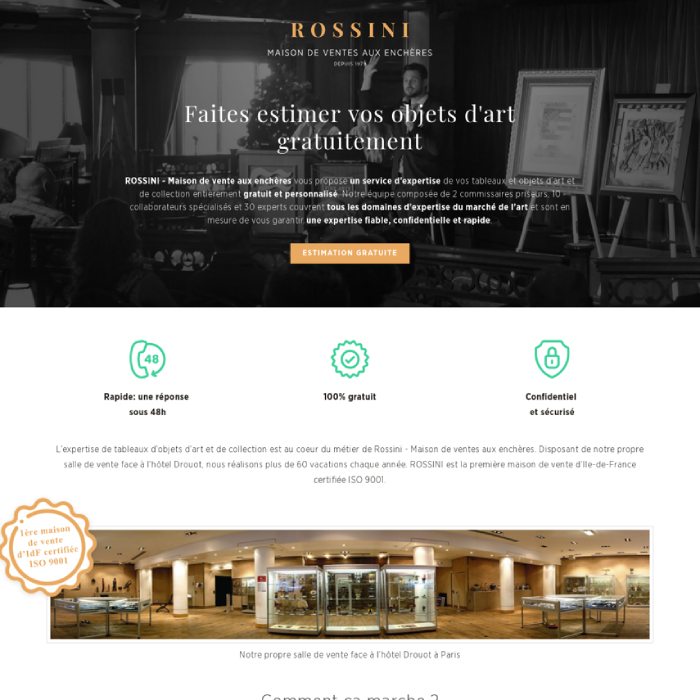 ROSSINI
MAISON DE VENTES AUX ENCHÈRES
DEPUIS 1979
Faites estimer vos objets d'art
gratuitement
ROSSINI - Maison de vente aux enchères vous propose un service d'expertise de vos tableaux et objets d'art et
de collection entièrement gratuit et personnalisé. Notre équipe composée de 2 commissaires priseurs, 10
collaborateurs spécialisés et 30 experts couvrent tous les domaines d'expertise du marché de l'art et sont en
mesure de vous garantir une expertise fiable, confidentielle et rapide.
ESTIMATION GRATUITE
48
Rapide: une réponse
sous 48h
100% gratuit
Confidentiel
et sécurisé
L'expertise de tableaux d'objets d'art et de collection est au coeur du métier de Rossini - Maison de ventes aux enchères. Disposant de notre propre
salle de vente face à l'hôtel Drouot, nous réalisons plus de 60 vacations chaque année. ROSSINI est la première maison de vente d'Ile-de-France
certifiée ISO 9001.
1ère maison
de vente
d'IdF certifiée
ISO 9001
Notre propre salle de vente face à l'hôtel Drouot à Paris
Comment ça marche ?